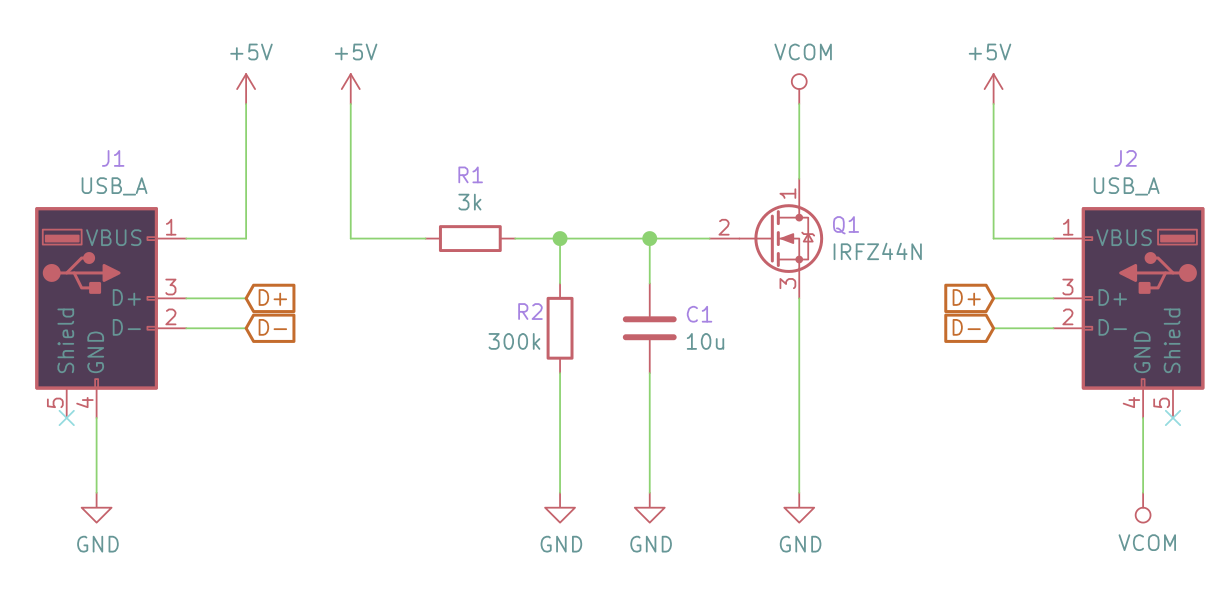 +5V
+5V
VCOM
+5V
J1
USB_A
R1
3k
J2
USB_A
1
VBUS
1
2
Q1
IRFZ44N
1
VBUS
3
D+
D+
3
D+
D+
3
2
D-
D-
R2
300k
C1
10u
2
D-
D-
Shield
GND
GND
Shield
5
4
4
5
GND
GND
GND
GND
VCOM